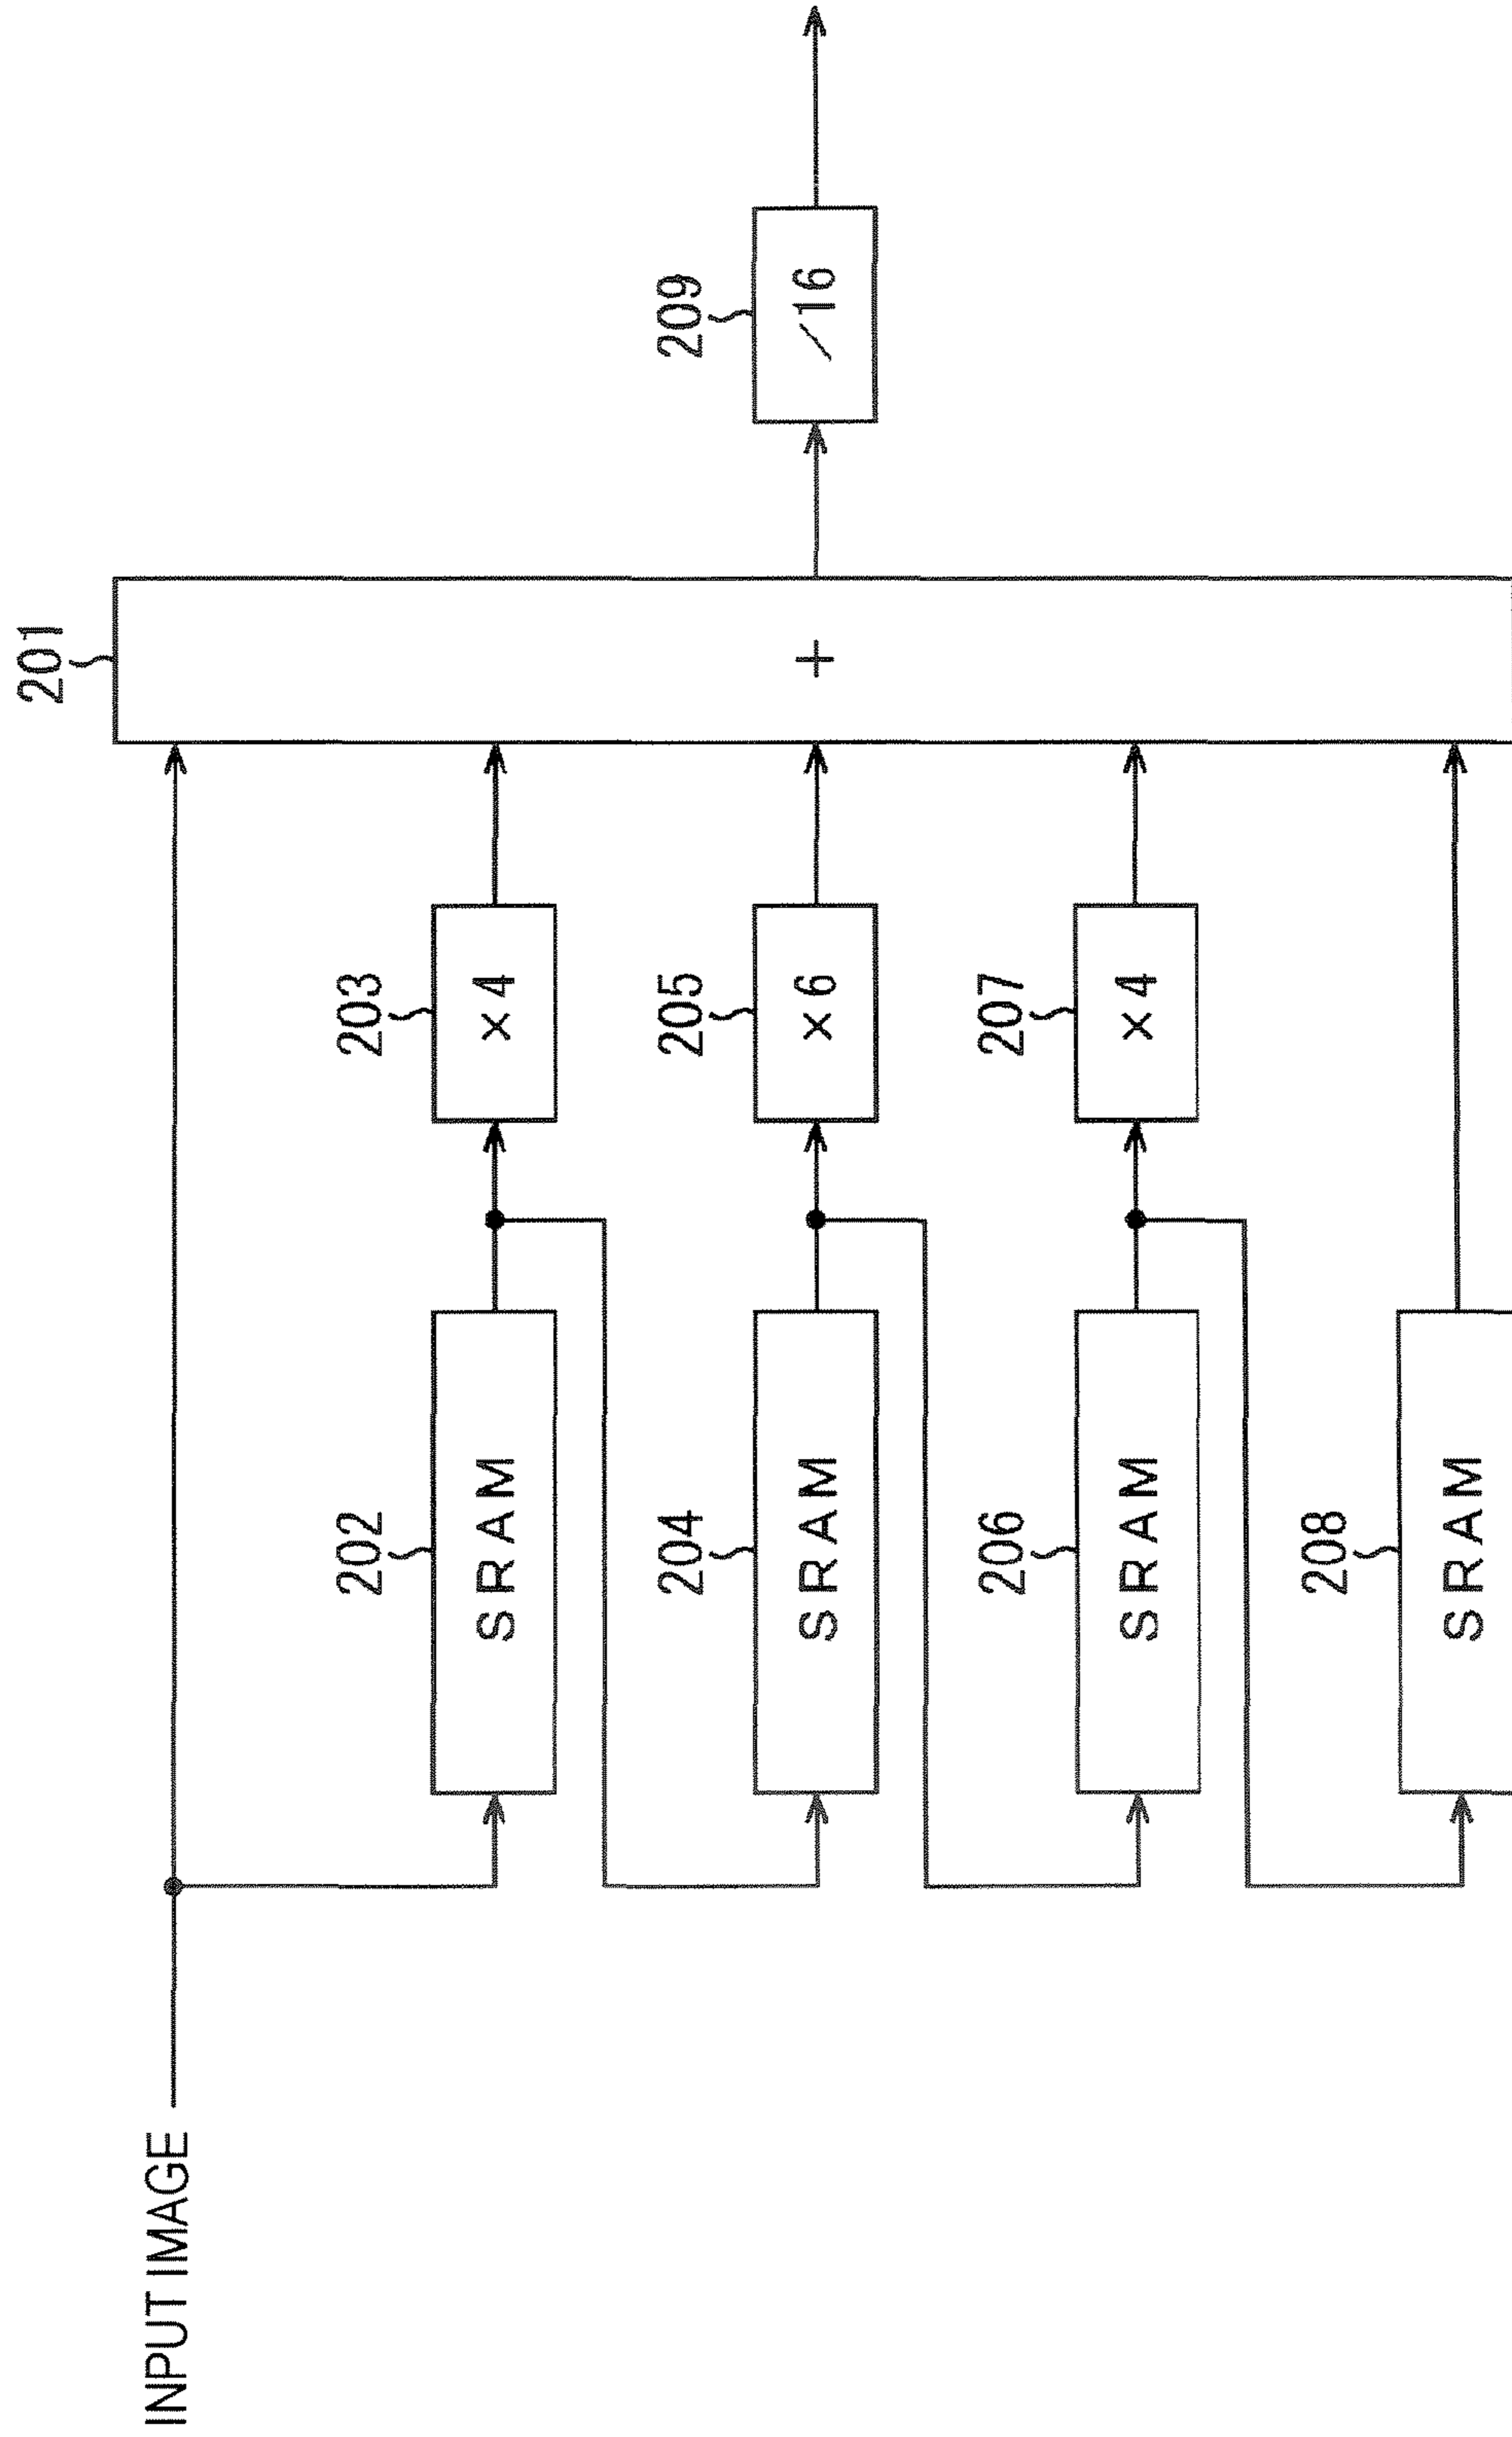 INPUT IMAGE
201
202
SRAM
203
×4
204
SRAM
205
×6
+
209
/16
206
SRAM
207
×4
208
SRAM